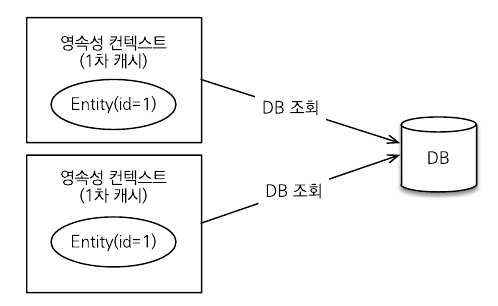 영속성 컨텍스트
(1차 캐시)
Entity(id=1)
DB 조회
DB
영속성 컨텍스트
(1차 캐시)
Entity(id=1)
DB 조회